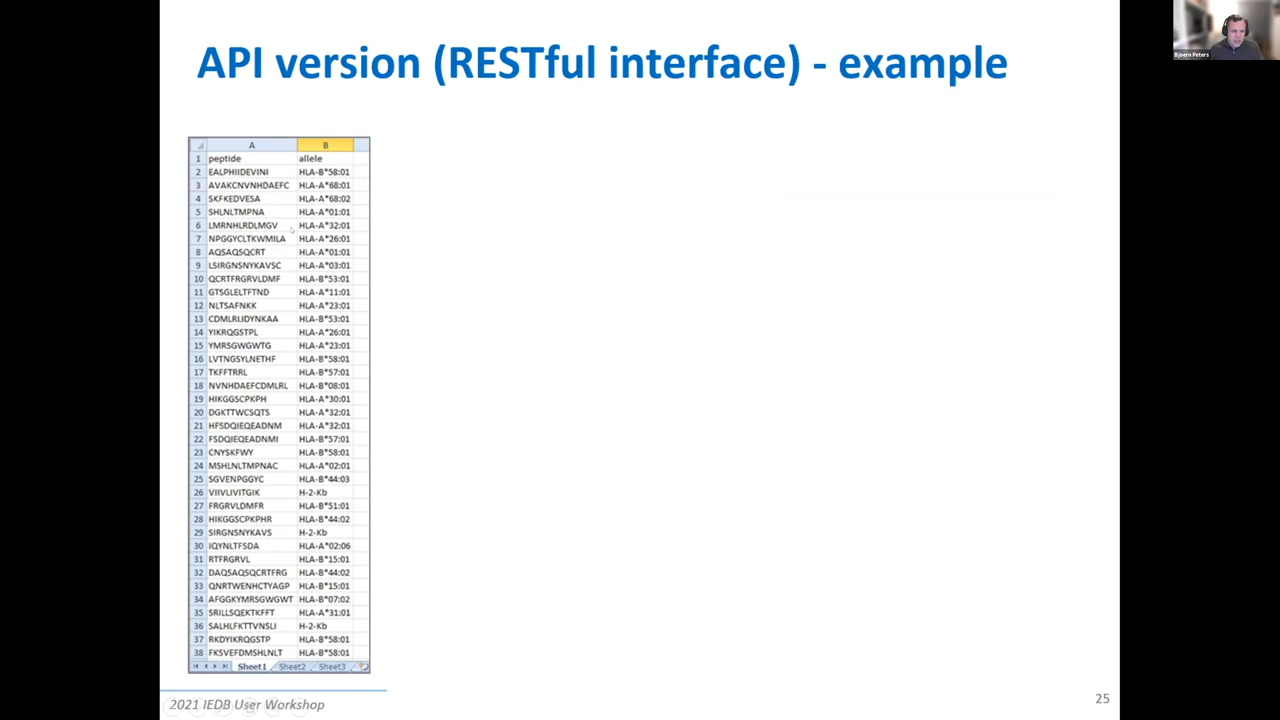 API version (RESTful interface) - example
Bjoern Peters
A B
1 peptide allele
2 EALPHIIDEVINI HLA-B*58:01
3 AVAKCNVNHDAEFC HLA-A*68:01
4 SKFKEDVESA HLA-A*68:02
5 SHLNLTMPNA HLA-A*01:01
6 LMRNHLRDLMGV HLA-A*32:01
7 NPGGYCLTKWMILA HLA-A*26:01
8 AQSAQSQCRT HLA-A*01:01
9 LSIRGNSNYKAVSC HLA-A*03:01
10 QCRTFRGRVLDMF HLA-B*53:01
11 GTSGLELTFTND HLA-A*11:01
12 NLTSAFNKK HLA-A*23:01
13 CDMLRLIDYNKAA HLA-B*53:01
14 YIKRQGSTPL HLA-A*26:01
15 YMRSGWGWTG HLA-A*23:01
16 LVTNGSYLNETHF HLA-B*58:01
17 TKFFTRRL HLA-B*57:01
18 NVNHDAEFCDMLRL HLA-B*08:01
19 HIKGGSCPKPH HLA-A*30:01
20 DGKTTWCSQTS HLA-A*32:01
21 HFSDQIEQEADNM HLA-A*32:01
22 FSDQIEQEADNMI HLA-B*57:01
23 CNYSKFWY HLA-B*58:01
24 MSHLNLTMPNAC HLA-A*02:01
25 SGVENPGGYC HLA-B*44:03
26 VIIVLIVITGIK H-2-Kb
27 FRGRVLDMFR HLA-B*51:01
28 HIKGGSCPKPHR HLA-B*44:02
29 SIRGNSNYKAVS H-2-Kb
30 IQYNLTFSDA HLA-A*02:06
31 RTFRGRVL HLA-B*15:01
32 DAQSAQSQCRTFRG HLA-B*44:02
33 QNRTWENHCTYAGP HLA-B*15:01
34 AFGGKYMRSGWGWT HLA-B*07:02
35 SRILLSQEKTKFFT HLA-A*31:01
36 SALHLFKTTVNSLI H-2-Kb
37 RKDYIKRQGSTP HLA-B*58:01
38 FKSVEFDMSHLNLT HLA-B*58:01
Sheet1 Sheet2 Sheet3
2021 IEDB User Workshop
25